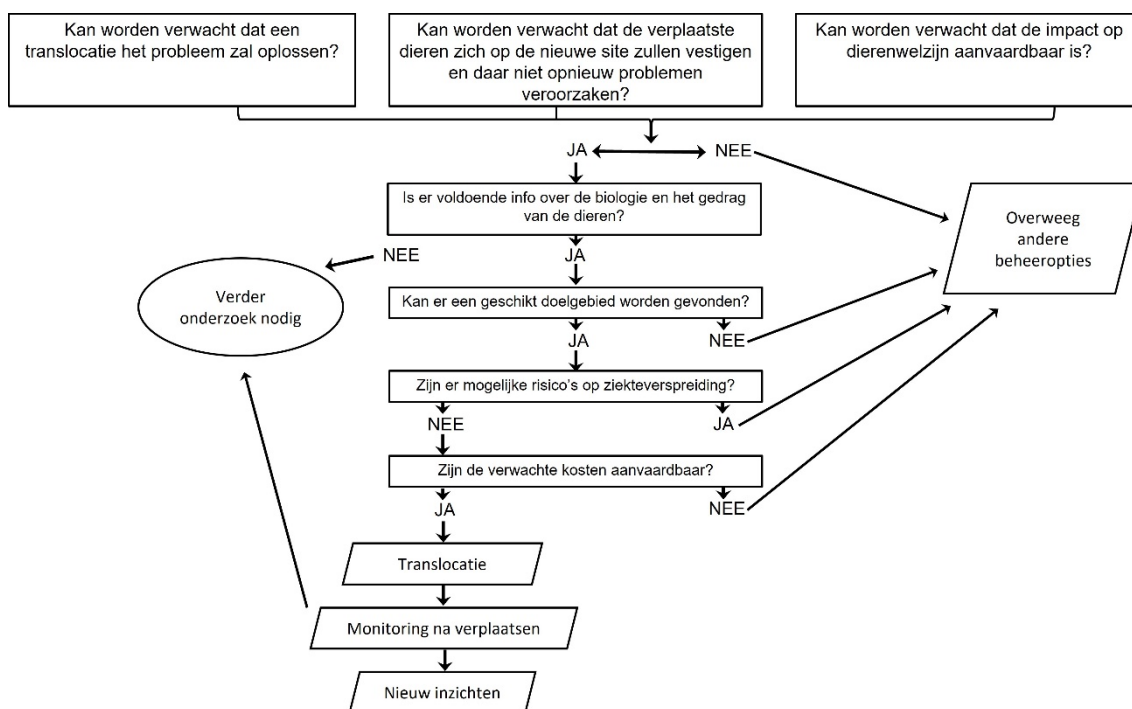 Kan worden verwacht dat een
translocatie het probleem zal oplossen?
Kan worden verwacht dat de verplaatste
dieren zich op de nieuwe site zullen vestigen
en daar niet opnieuw problemen
veroorzaken?
Kan worden verwacht dat de impact op
dierenwelzijn aanvaardbaar is?
JA
NEE
Is er voldoende info over de biologie en het gedrag
van de dieren?
Overweeg
andere
beheeropties
NEE
JA
Verder
onderzoek nodig
Kan er een geschikt doelgebied worden gevonden?
JA
NEE
Zijn er mogelijke risico's op ziekteverspreiding?
NEE
JA
Zijn de verwachte kosten aanvaardbaar?
JA
NEE
Translocatie
Monitoring na verplaatsen
Nieuw inzichten